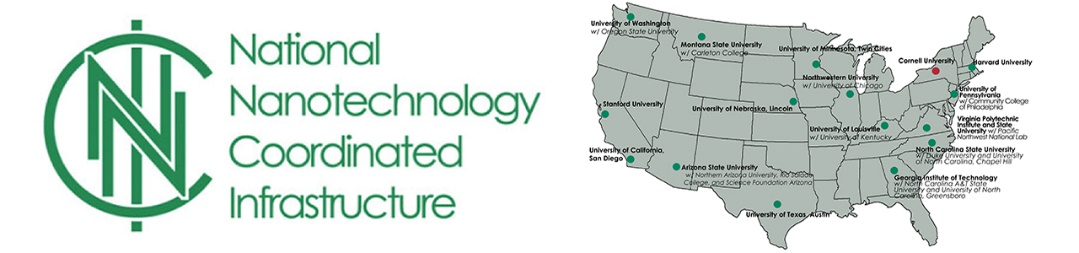 National
Nanotechnology
Coordinated
Infrastructure
University of Washington
w/ Oregon State University
Montana State University
w/ Carleton College
University of Minnesota, Twin Cities
Cornell University
Harvard University
Northwestern University
w/ University of Chicago
University of
Pennsylvania
w/ Community College
of Philadelphia
Stanford University
University of Nebraska, Lincoln
University of Louisville
w/ University of Kentucky
Virginia Polytechnic
Institute and State
University w/ Pacific
Northwest National Lab
University of California,
San Diego
North Carolina State University
w/ Duke University and University
of North Carolina, Chapel Hill
Arizona State University
w/ Northern Arizona University, Rio Salado
College, and Science Foundation Arizona
Georgia Institute of Technology
w/ North Carolina A&T State
University and University of North
Carolina, Greensboro
University of Texas, Austin